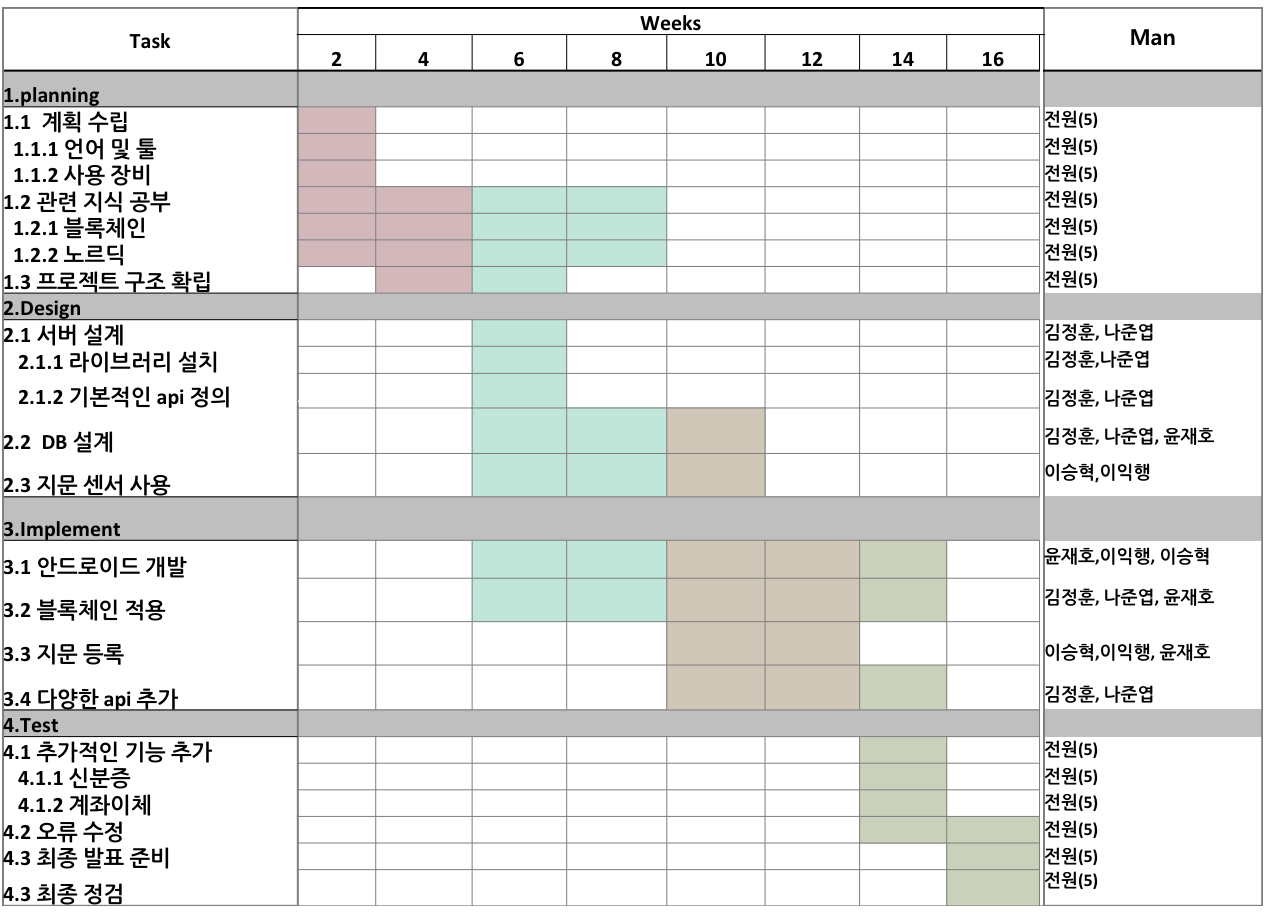 Task Weeks Man
2 4 6 8 10 12 14 16
1.planning
1.1 계획 수립 전원(5)
1.1.1 언어 및 툴 전원(5)
1.1.2 사용 장비 전원(5)
1.2 관련 지식 공부 전원(5)
1.2.1 블록체인 전원(5)
1.2.2 노르딕 전원(5)
1.3 프로젝트 구조 확립 전원(5)
2.Design
2.1 서버 설계 김정훈, 나준엽
2.1.1 라이브러리 설치 김정훈,나준엽
2.1.2 기본적인 api 정의 김정훈, 나준엽
2.2 DB 설계 김정훈, 나준엽, 윤재호
2.3 지문 센서 사용 이승혁,이익행
3.Implement
3.1 안드로이드 개발 윤재호,이익행, 이승혁
3.2 블록체인 적용 김정훈, 나준엽, 윤재호
3.3 지문 등록 이승혁,이익행, 윤재호
3.4 다양한 api 추가 김정훈, 나준엽
4.Test
4.1 추가적인 기능 추가 전원(5)
4.1.1 신분증 전원(5)
4.1.2 계좌이체 전원(5)
4.2 오류 수정 전원(5)
4.3 최종 발표 준비 전원(5)
4.3 최종 정검 전원(5)